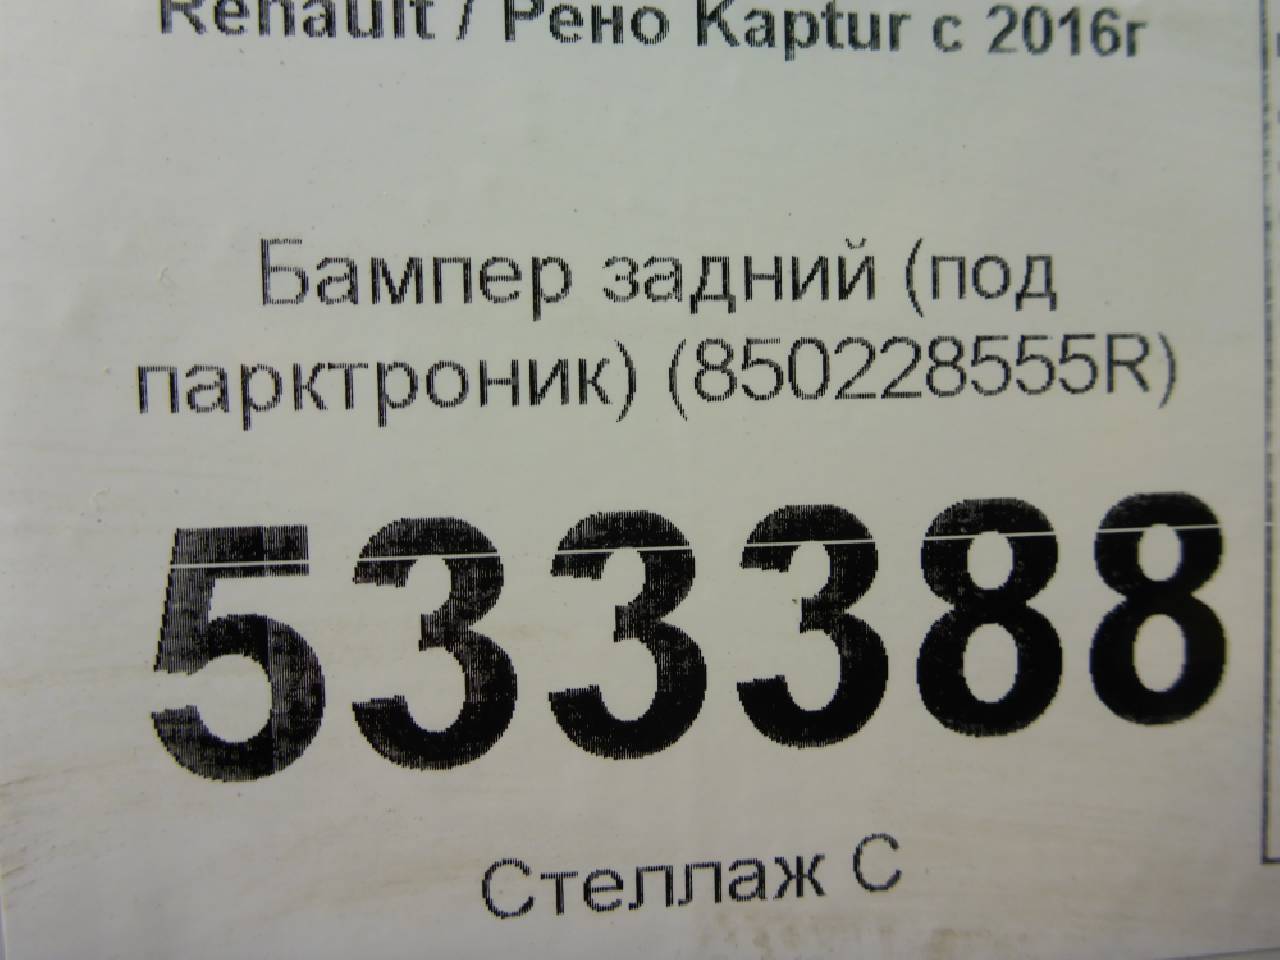 Renault / Рено Kaptur с 2016г
Бампер задний (под
парктроник) (850228555R)
533388
Стеллаж С